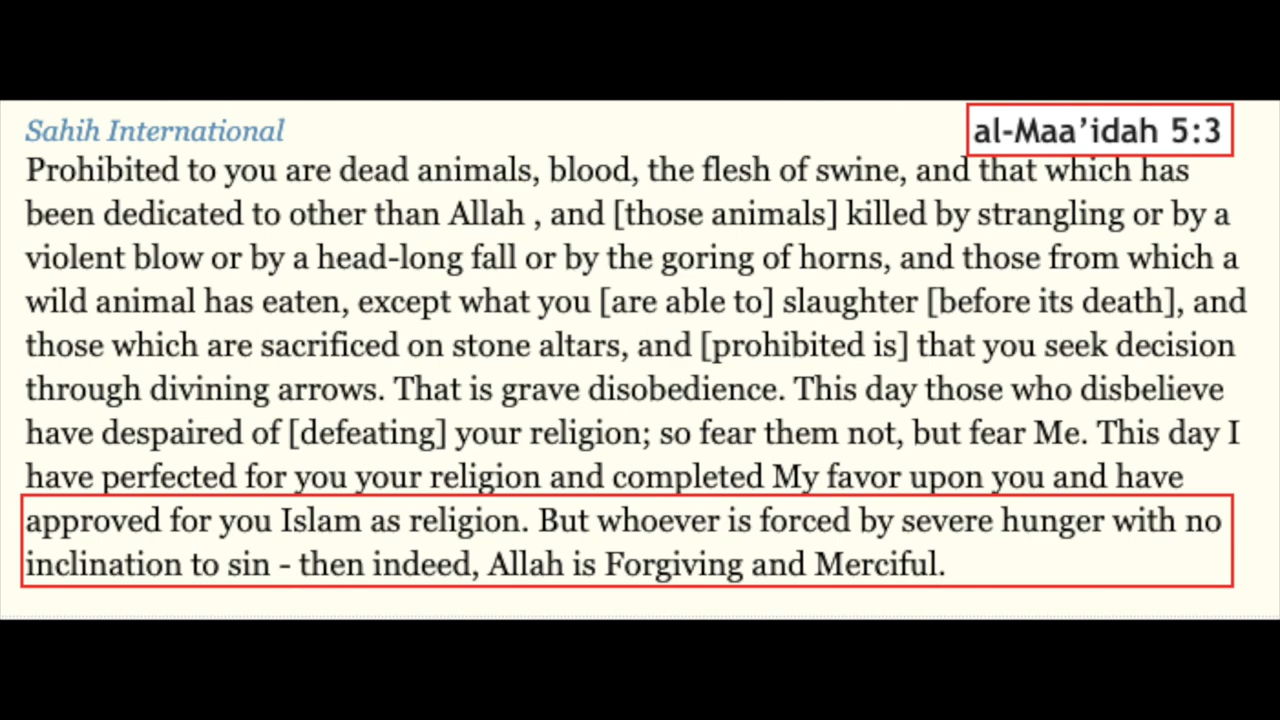 Sahih International
al-Maa’idah 5:3
Prohibited to you are dead animals, blood, the flesh of swine, and that which has
been dedicated to other than Allah , and [those animals] killed by strangling or by a
violent blow or by a head-long fall or by the goring of horns, and those from which a
wild animal has eaten, except what you [are able to] slaughter [before its death], and
those which are sacrificed on stone altars, and [prohibited is] that you seek decision
through divining arrows. That is grave disobedience. This day those who disbelieve
have despaired of [defeating] your religion; so fear them not, but fear Me. This day I
have perfected for you your religion and completed My favor upon you and have
approved for you Islam as religion. But whoever is forced by severe hunger with no
inclination to sin - then indeed, Allah is Forgiving and Merciful.